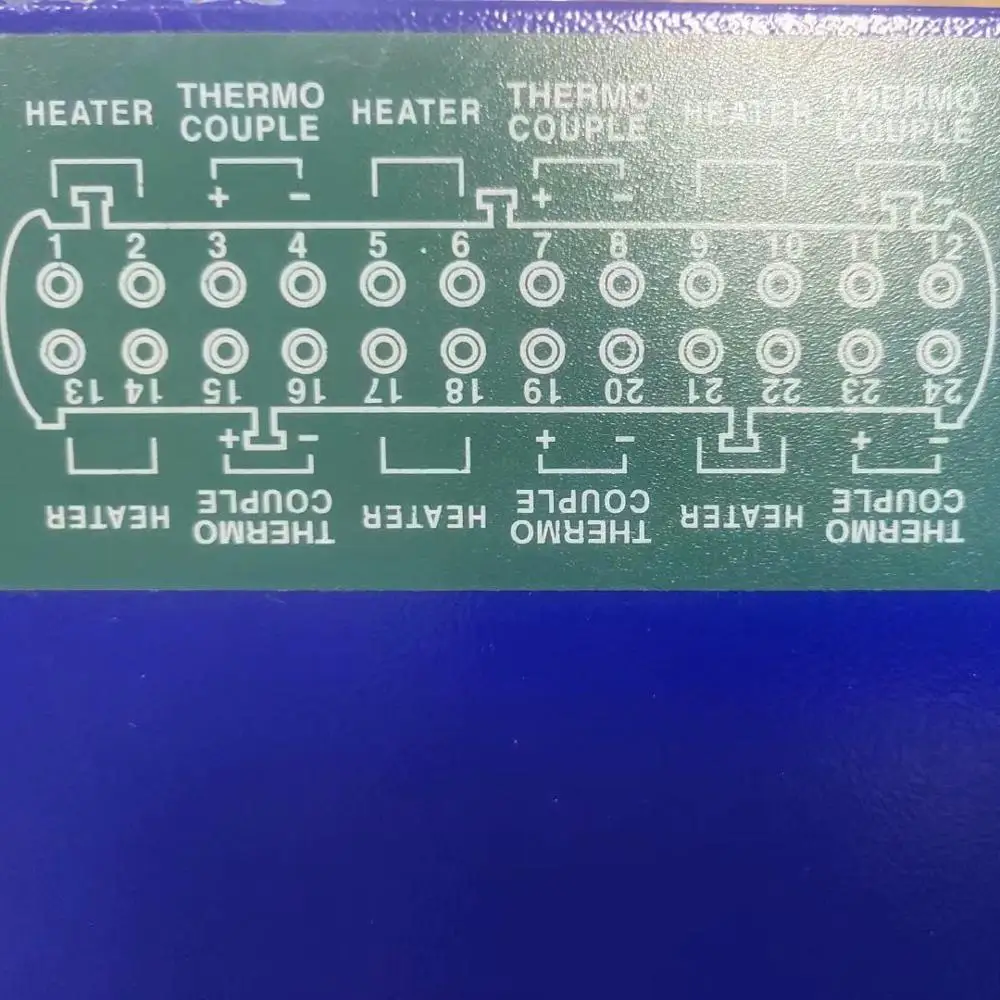 HEATER THERMO COUPLE HEATER THERMO COUPLE HEATER THERMO COUPLE
+ - + - + -
1 2 3 4 5 6 7 8 9 10 11 12
13 14 15 16 17 18 19 20 21 22 23 24
+ - + - + -
HEATER THERMO COUPLE HEATER THERMO COUPLE HEATER THERMO COUPLE